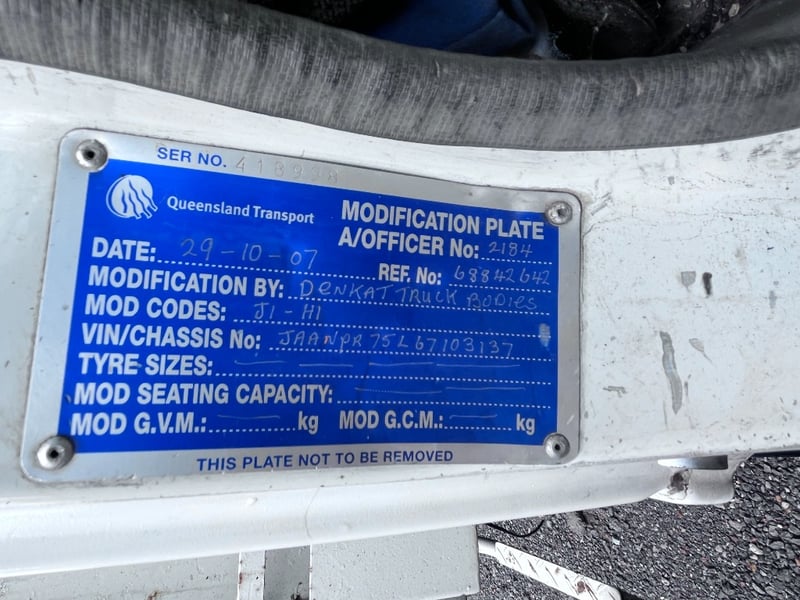 SER NO. 418938
Queensland Transport
MODIFICATION PLATE
A/OFFICER No: 2184
DATE: 29-10-07
REF. No: 68842642
MODIFICATION BY: DENKAT TRUCK BODIES
MOD CODES: J1-H1
VIN/CHASSIS No: JAANPR75L67103137
TYRE SIZES:
MOD SEATING CAPACITY:
MOD G.V.M.: kg MOD G.C.M.: kg
THIS PLATE NOT TO BE REMOVED